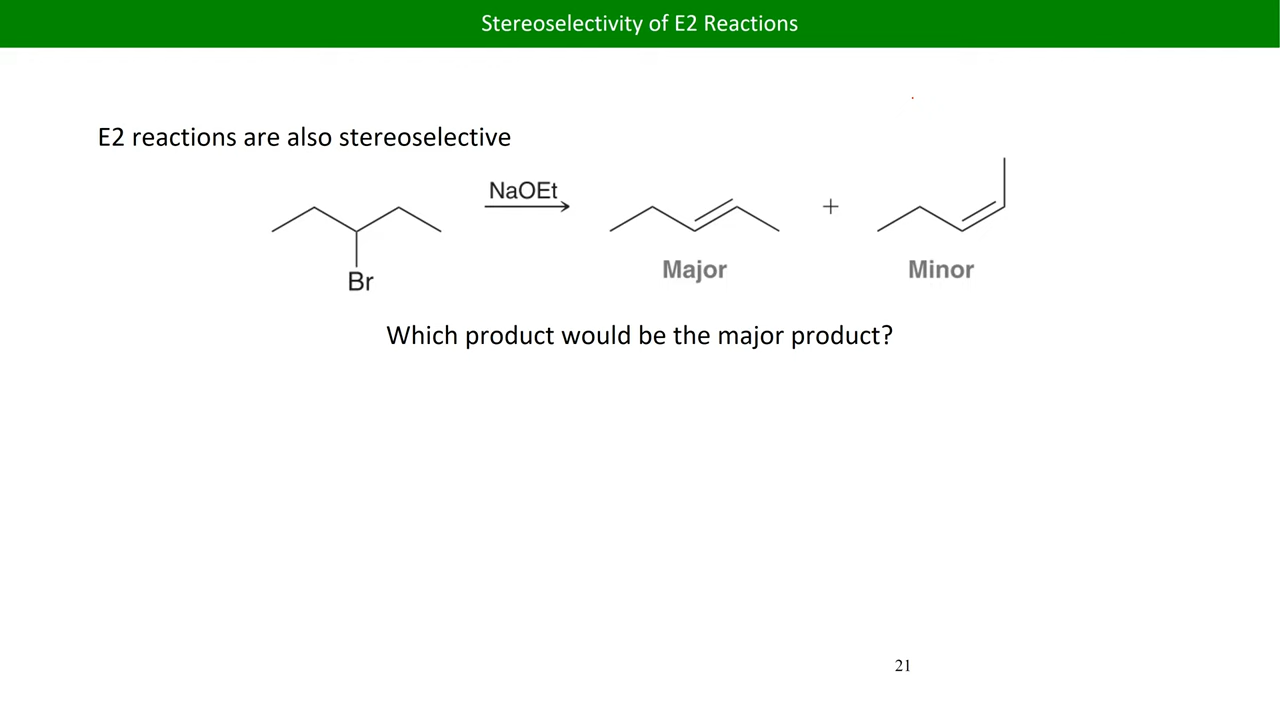 Stereoselectivity of E2 Reactions
E2 reactions are also stereoselective
NaOEt
+
Br
Major
Minor
Which product would be the major product?
21